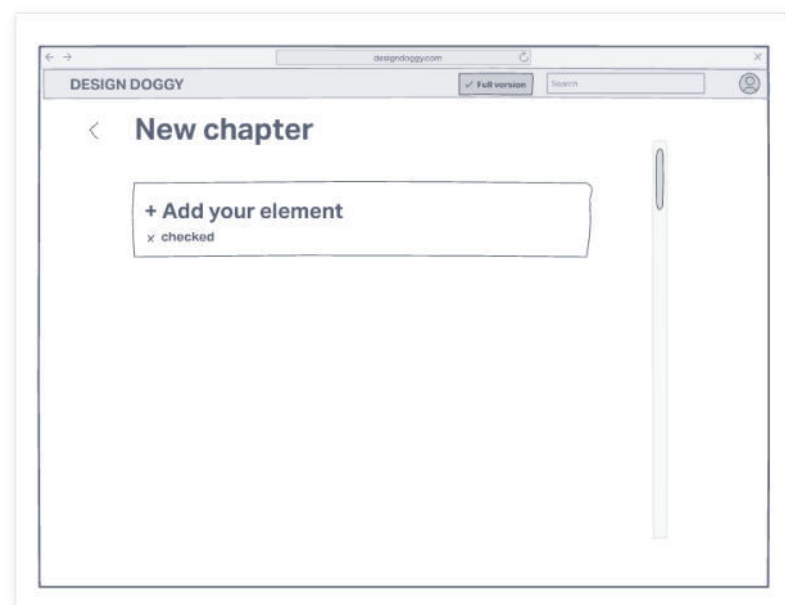 designdoggy.com
DESIGN DOGGY
✓ Full version
Search
New chapter
+ Add your element
x checked